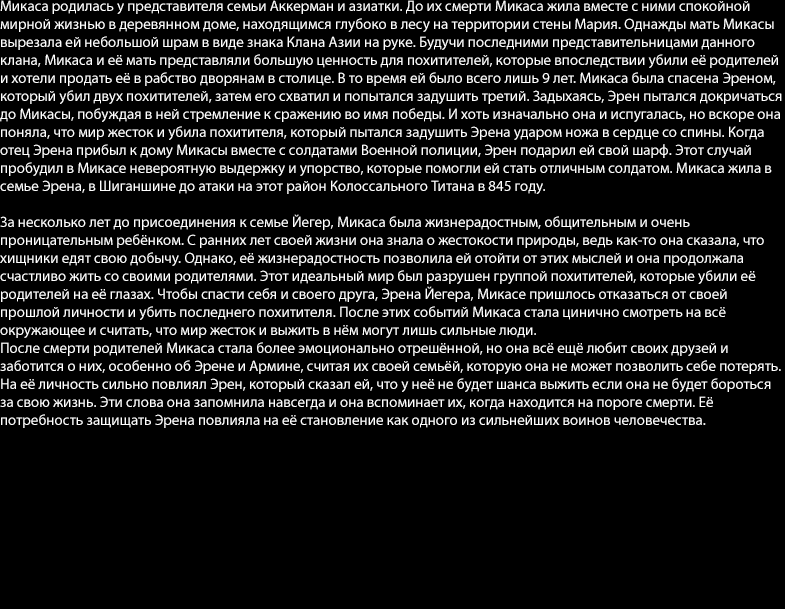 Микаса родилась у представителя семьи Аккерман и азиатки. До их смерти Микаса жила вместе с ними спокойной
мирной жизнью в деревянном доме, находящимся глубоко в лесу на территории стены Мария. Однажды мать Микасы
вырезала ей небольшой шрам в виде знака Клана Азии на руке. Будучи последними представительницами данного
клана, Микаса и её мать представляли большую ценность для похитителей, которые впоследствии убили её родителей
и хотели продать её в рабство дворянам в столице. В то время ей было всего лишь 9 лет. Микаса была спасена Эреном,
который убил двух похитителей, затем его схватил и попытался задушить третий. Задыхаясь, Эрен пытался докричаться
до Микасы, побуждая в ней стремление к сражению во имя победы. И хоть изначально она и испугалась, но вскоре она
поняла, что мир жесток и убила похитителя, который пытался задушить Эрена ударом ножа в сердце со спины. Когда
отец Эрена прибыл к дому Микасы вместе с солдатами Военной полиции, Эрен подарил ей свой шарф. Этот случай
пробудил в Микасе невероятную выдержку и упорство, которые помогли ей стать отличным солдатом. Микаса жила в
семье Эрена, в Шиганшине до атаки на этот район Колоссального Титана в 845 году.

За несколько лет до присоединения к семье Йегер, Микаса была жизнерадостным, общительным и очень
проницательным ребёнком. С ранних лет своей жизни она знала о жестокости природы, ведь как-то она сказала, что
хищники едят свою добычу. Однако, её жизнерадостность позволила ей отойти от этих мыслей и она продолжала
счастливо жить со своими родителями. Этот идеальный мир был разрушен группой похитителей, которые убили её
родителей на её глазах. Чтобы спасти себя и своего друга, Эрена Йегера, Микасе пришлось отказаться от своей
прошлой личности и убить последнего похитителя. После этих событий Микаса стала цинично смотреть на всё
окружающее и считать, что мир жесток и выжить в нём могут лишь сильные люди.
После смерти родителей Микаса стала более эмоционально отрешённой, но она всё ещё любит своих друзей и
заботится о них, особенно об Эрене и Армине, считая их своей семьёй, которую она не может позволить себе потерять.
На её личность сильно повлиял Эрен, который сказал ей, что у неё не будет шанса выжить если она не будет бороться
за свою жизнь. Эти слова она запомнила навсегда и она вспоминает их, когда находится на пороге смерти. Её
потребность защищать Эрена повлияла на её становление как одного из сильнейших воинов человечества.